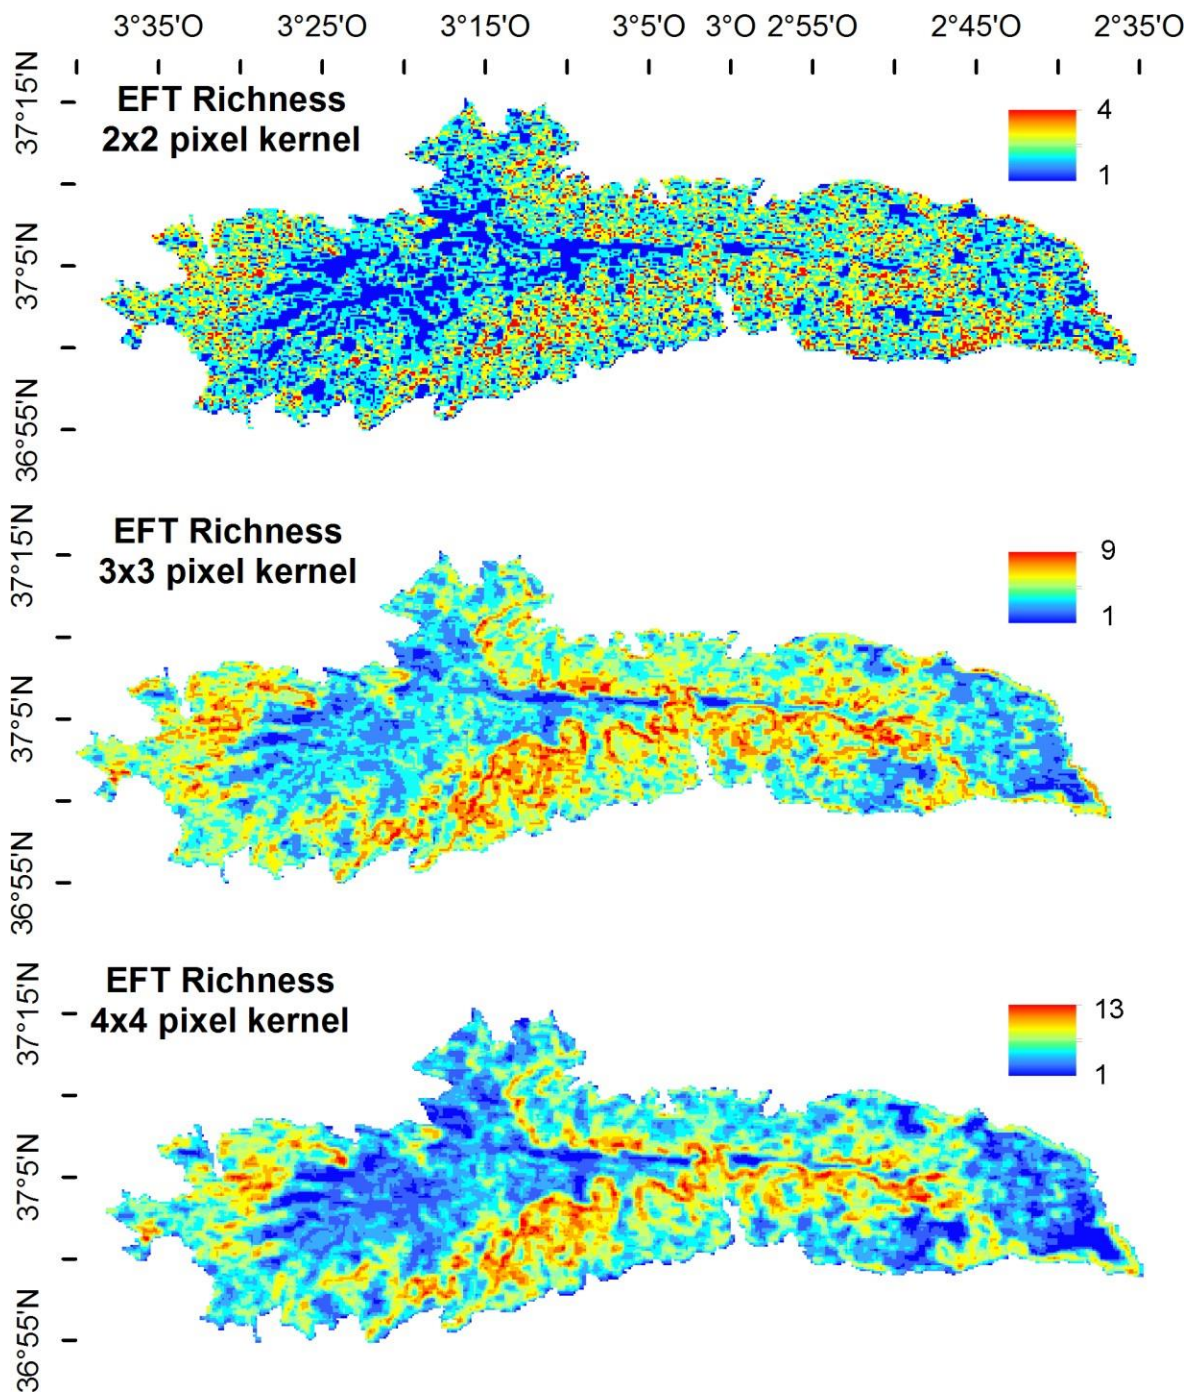 3°35'O 3°25'O 3°15'O 3°5'O 3°O 2°55'O 2°45'O 2°35'O
37°15'N
EFT Richness
2x2 pixel kernel
4
1
37°5'N
36°55'N
37°15'N
EFT Richness
3x3 pixel kernel
9
1
37°5'N
36°55'N
37°15'N
EFT Richness
4x4 pixel kernel
13
1
37°5'N
36°55'N